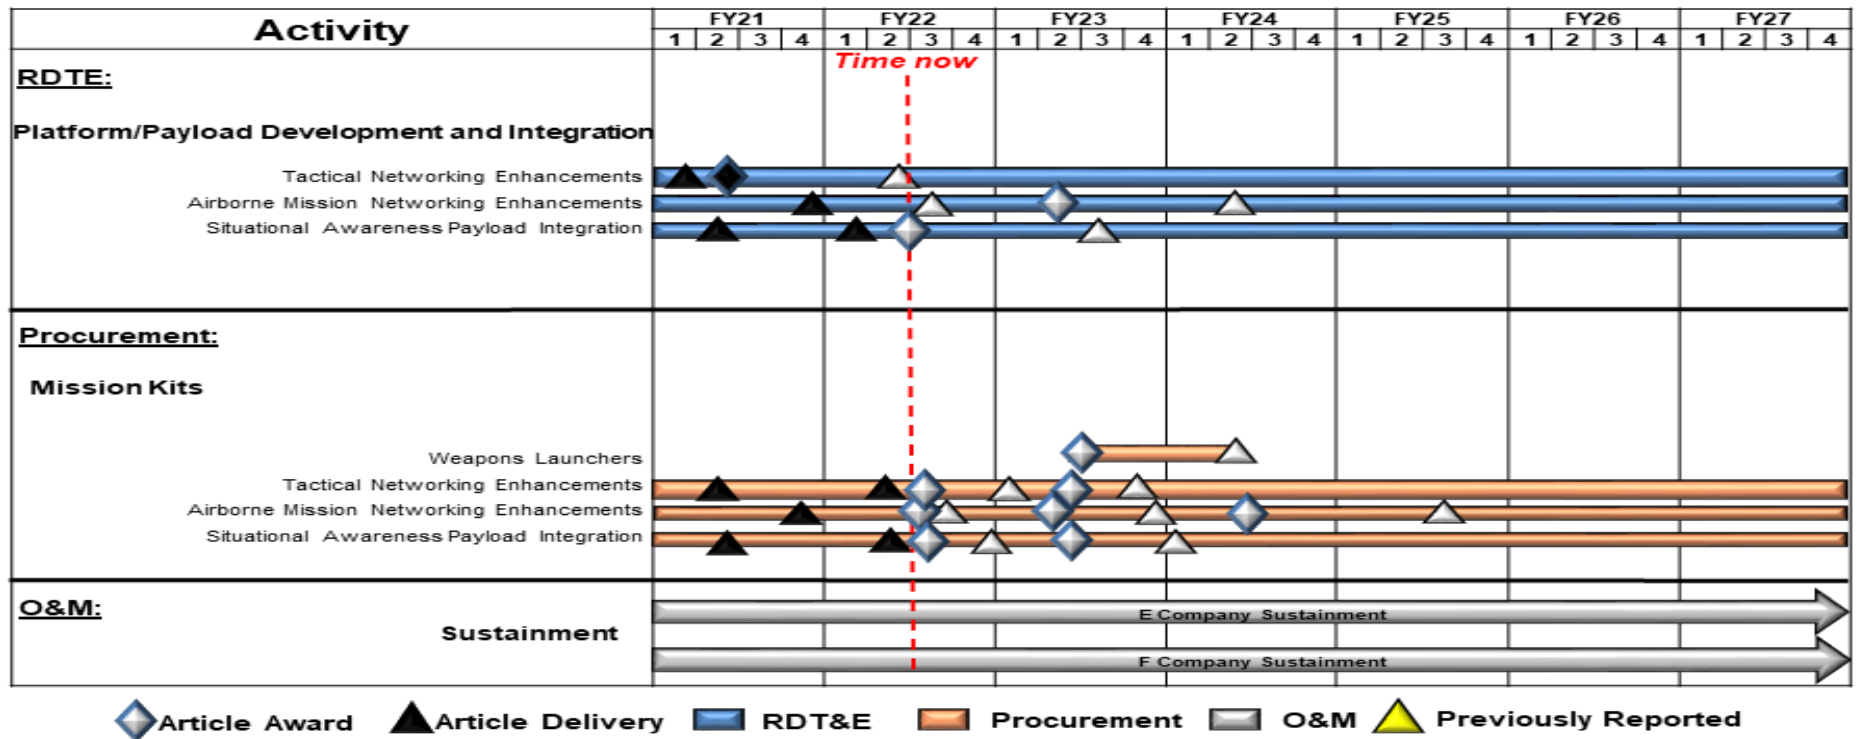 Activity
FY21 FY22 FY23 FY24 FY25 FY26 FY27
1 2 3 4 1 2 3 4 1 2 3 4 1 2 3 4 1 2 3 4 1 2 3 4 1 2 3 4
Time now
RDTE:
Platform/Payload Development and Integration
Tactical Networking Enhancements
Airborne Mission Networking Enhancements
Situational Awareness Payload Integration
Procurement:
Mission Kits
Weapons Launchers
Tactical Networking Enhancements
Airborne Mission Networking Enhancements
Situational Awareness Payload Integration
O&M:
E Company Sustainment
Sustainment
F Company Sustainment
Article Award Article Delivery RDT&E Procurement O&M Previously Reported